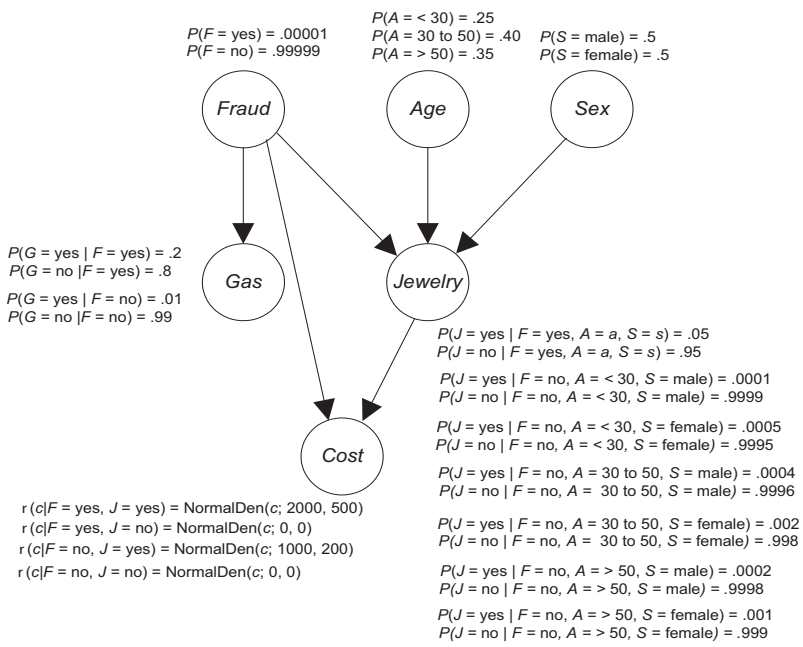 P(F = yes) = .00001
P(F = no) = .99999
P(A = < 30) = .25
P(A = 30 to 50) = .40
P(A = > 50) = .35
P(S = male) = .5
P(S = female) = .5
Fraud
Age
Sex
P(G = yes | F = yes) = .2
P(G = no |F = yes) = .8
P(G = yes | F = no) = .01
P(G = no |F = no) = .99
Gas
Jewelry
P(J = yes | F = yes, A = a, S = s) = .05
P(J = no | F = yes, A = a, S = s) = .95
P(J = yes | F = no, A = < 30, S = male) = .0001
P(J = no | F = no, A = < 30, S = male) = .9999
P(J = yes | F = no, A = < 30, S = female) = .0005
P(J = no | F = no, A = < 30, S = female) = .9995
P(J = yes | F = no, A = 30 to 50, S = male) = .0004
P(J = no | F = no, A = 30 to 50, S = male) = .9996
P(J = yes | F = no, A = 30 to 50, S = female) = .002
P(J = no | F = no, A = 30 to 50, S = female) = .998
P(J = yes | F = no, A = > 50, S = male) = .0002
P(J = no | F = no, A = > 50, S = male) = .9998
P(J = yes | F = no, A = > 50, S = female) = .001
P(J = no | F = no, A = > 50, S = female) = .999
Cost
r (c|F = yes, J = yes) = NormalDen(c; 2000, 500)
r (c|F = yes, J = no) = NormalDen(c; 0, 0)
r (c|F = no, J = yes) = NormalDen(c; 1000, 200)
r (c|F = no, J = no) = NormalDen(c; 0, 0)